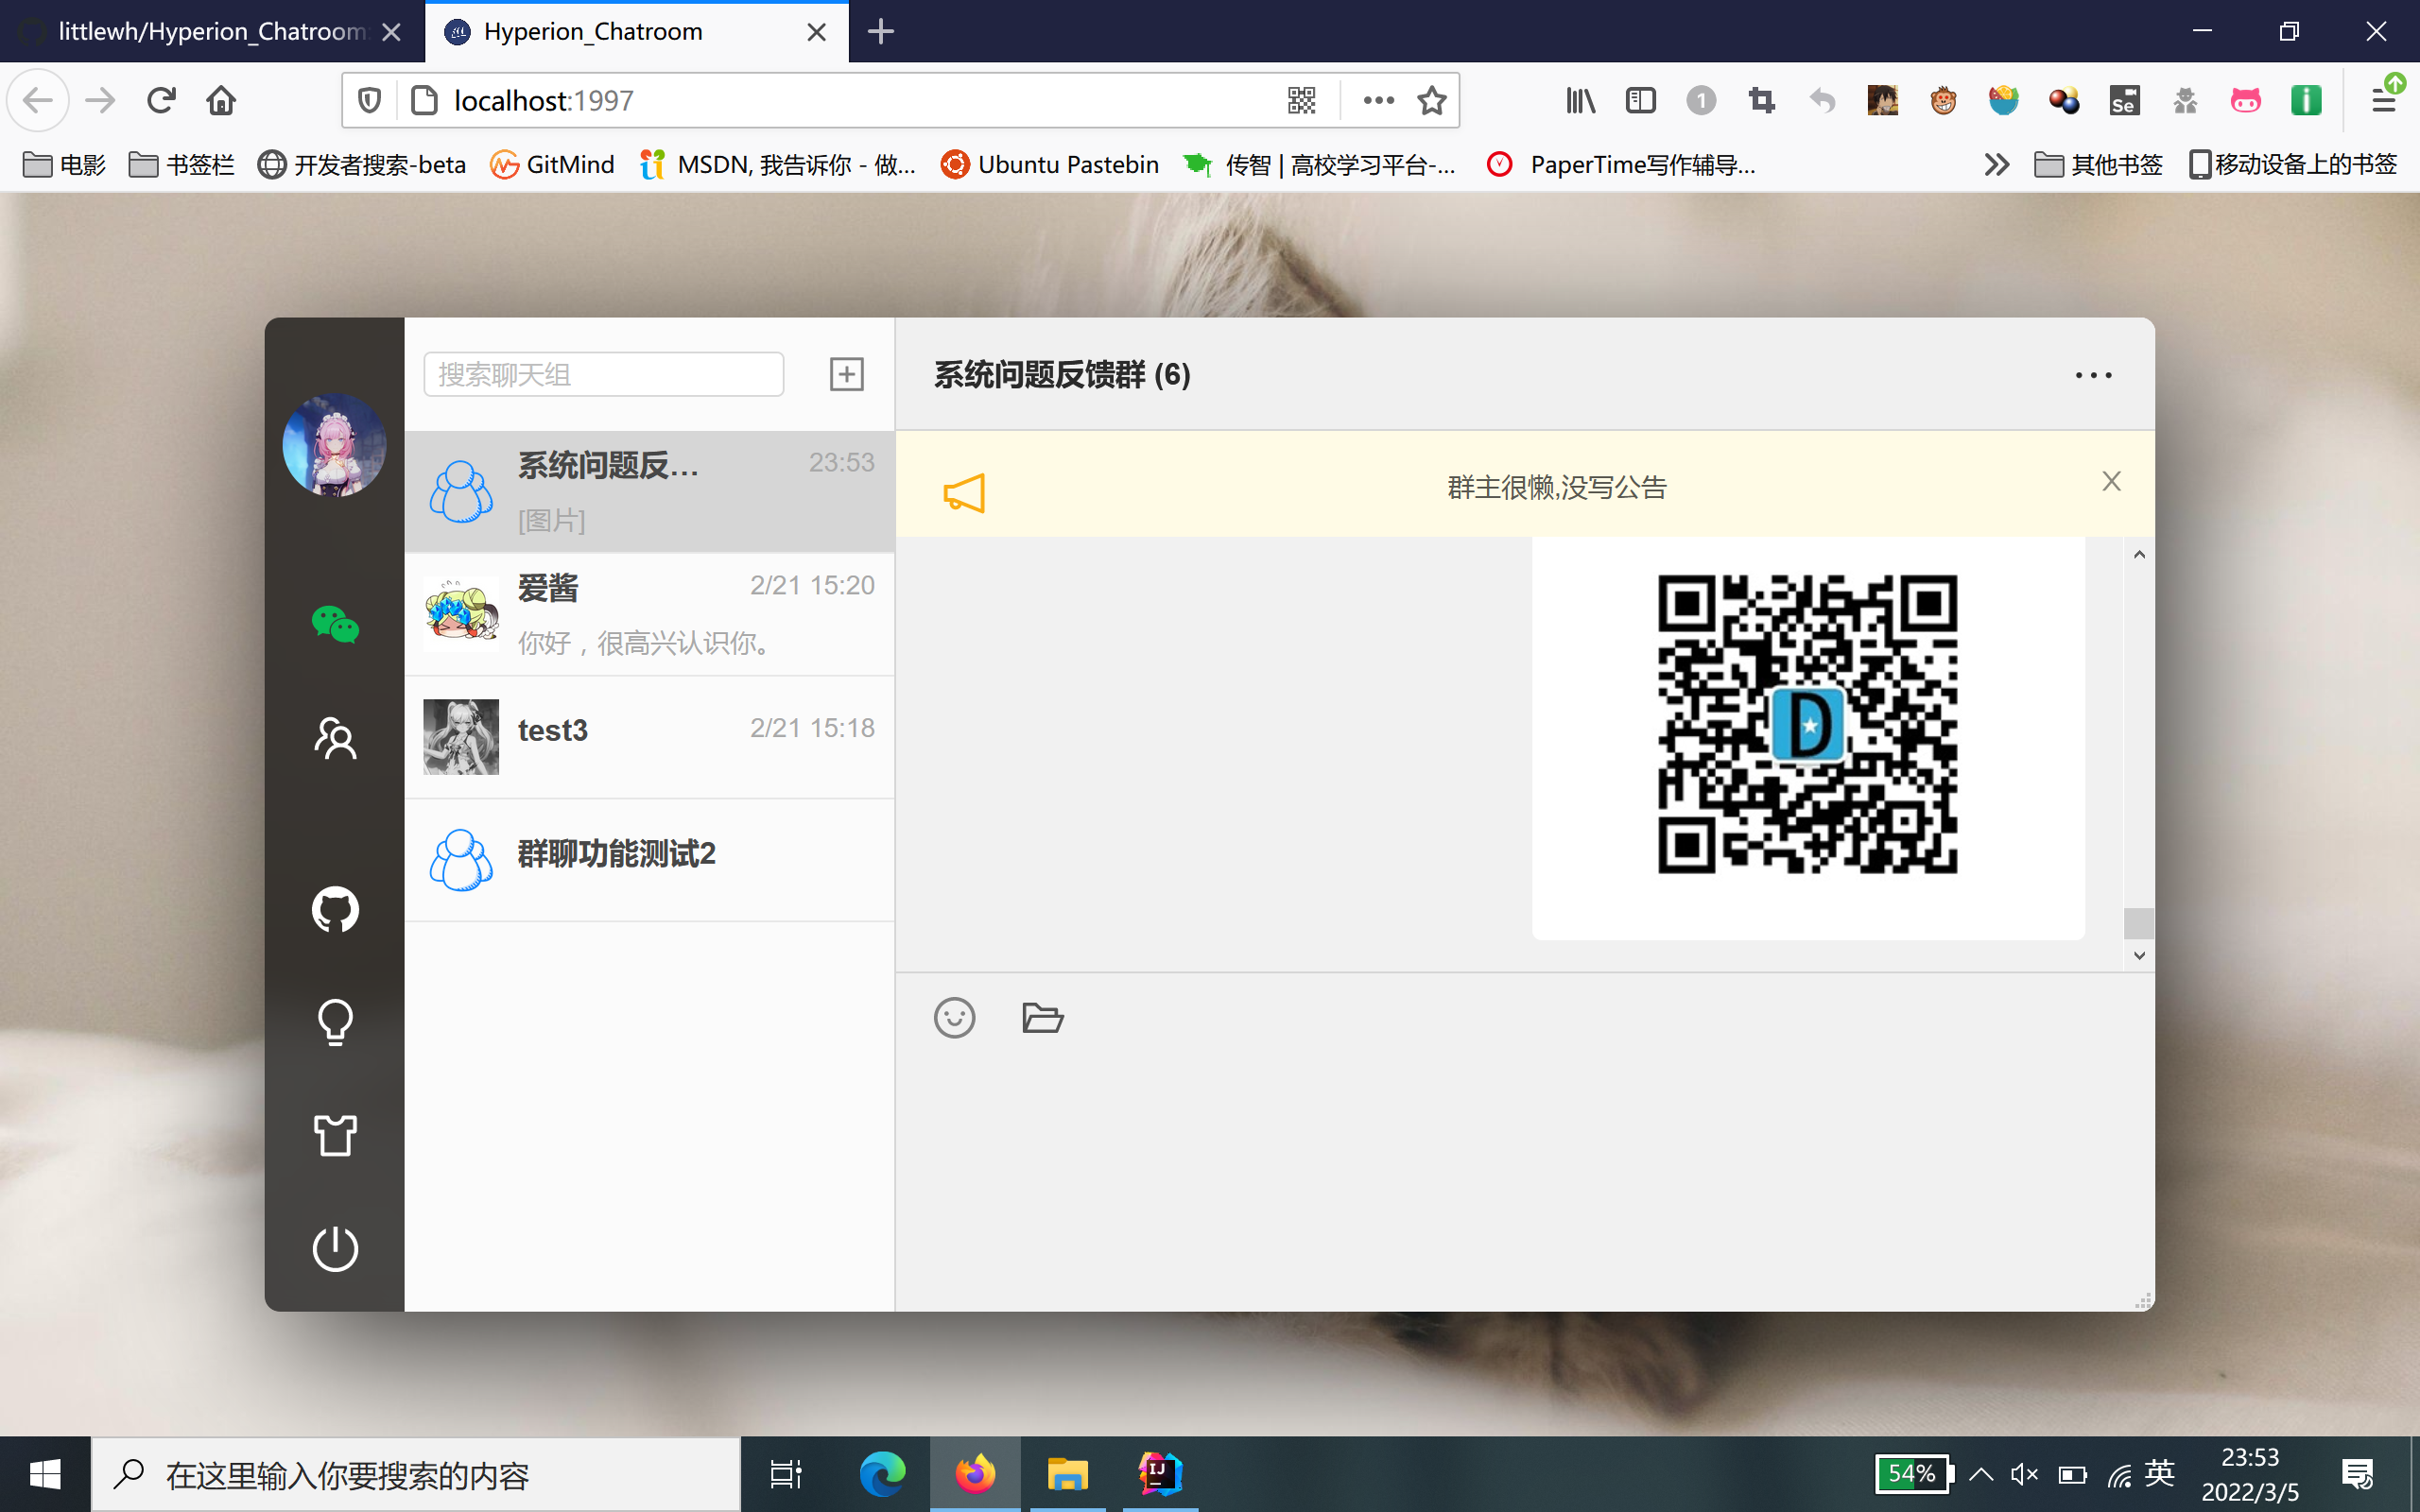 littlewh/Hyperion_Chatroom
Hyperion_Chatroom
localhost:1997
1
Se
电影
书签栏
开发者搜索-beta
GitMind
MSDN, 我告诉你 - 做...
Ubuntu Pastebin
传智 | 高校学习平台-...
PaperTime写作辅导...
其他书签
移动设备上的书签
搜索聊天组
系统问题反馈群 (6)
系统问题反...
23:53
[图片]
群主很懒,没写公告
爱酱
2/21 15:20
你好，很高兴认识你。
test3
2/21 15:18
群聊功能测试2
D
在这里输入你要搜索的内容
IJ
54%
英
23:53
2022/3/5